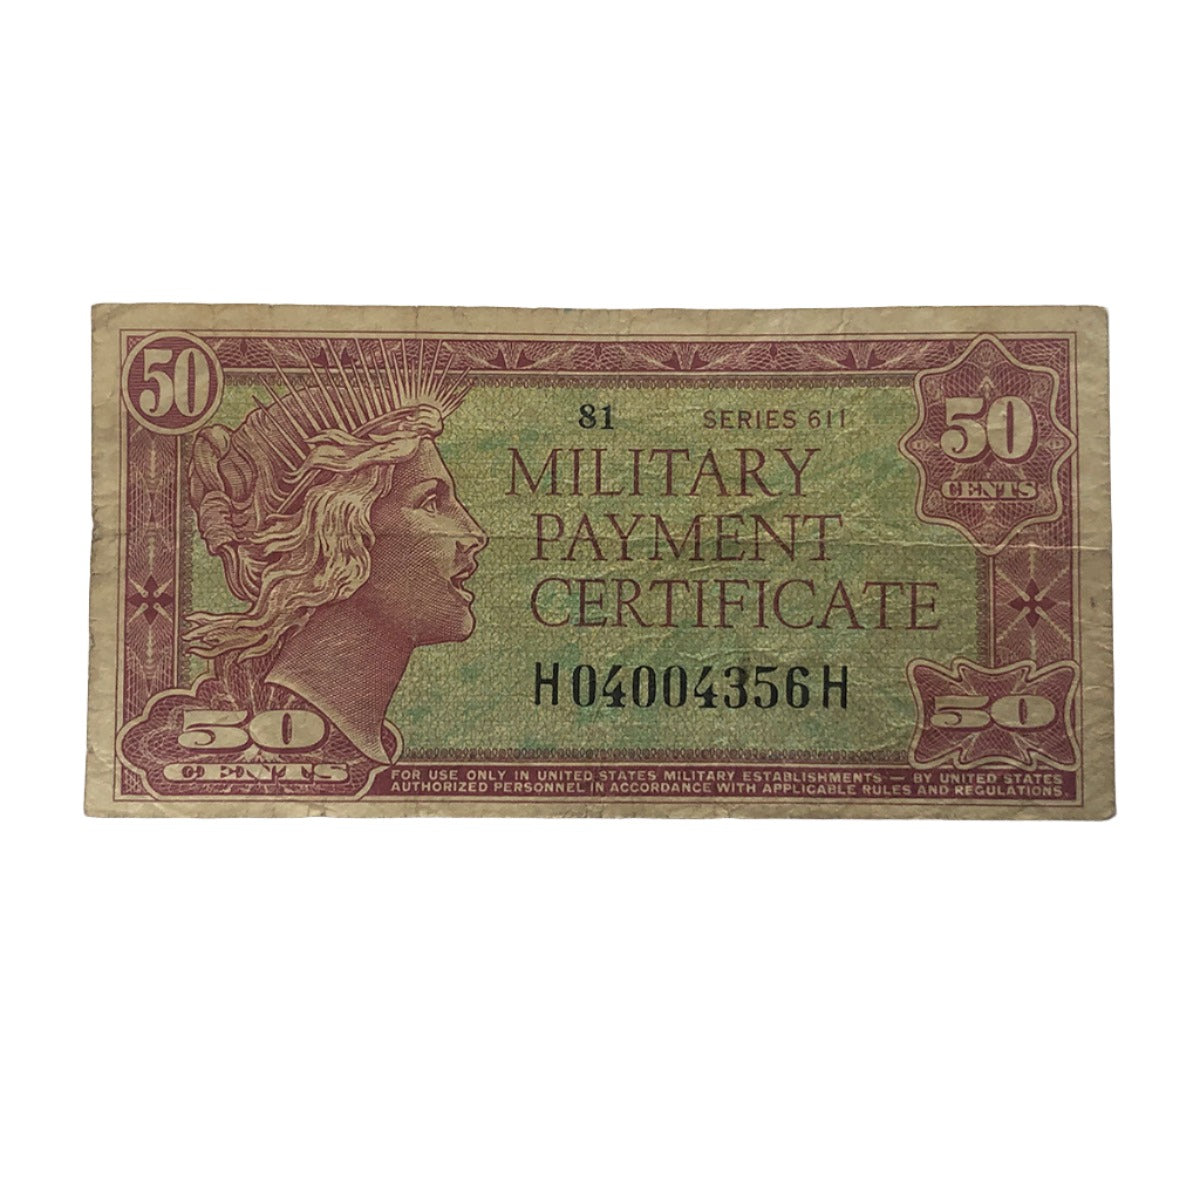 50
81 SERIES 611
50
CENTS
MILITARY
PAYMENT
CERTIFICATE
H04004356H
50
CENTS
50
FOR USE ONLY IN UNITED STATES MILITARY ESTABLISHMENTS — BY UNITED STATES
AUTHORIZED PERSONNEL IN ACCORDANCE WITH APPLICABLE RULES AND REGULATIONS.